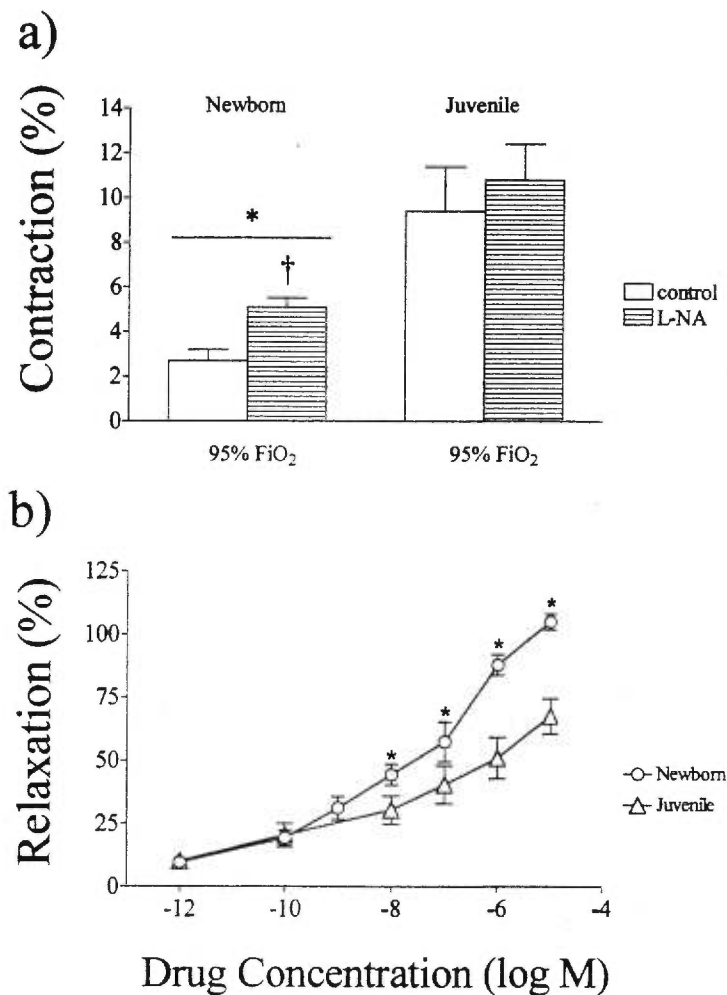 a)
Newborn Juvenile
Contraction (%)
14
12
10
8
6
4
2
0
*
†
control
L-NA
95% FiO₂ 95% FiO₂
b)
Relaxation (%)
125
100
75
50
25
0
* * * *
Newborn
Juvenile
-12 -10 -8 -6 -4
Drug Concentration (log M)